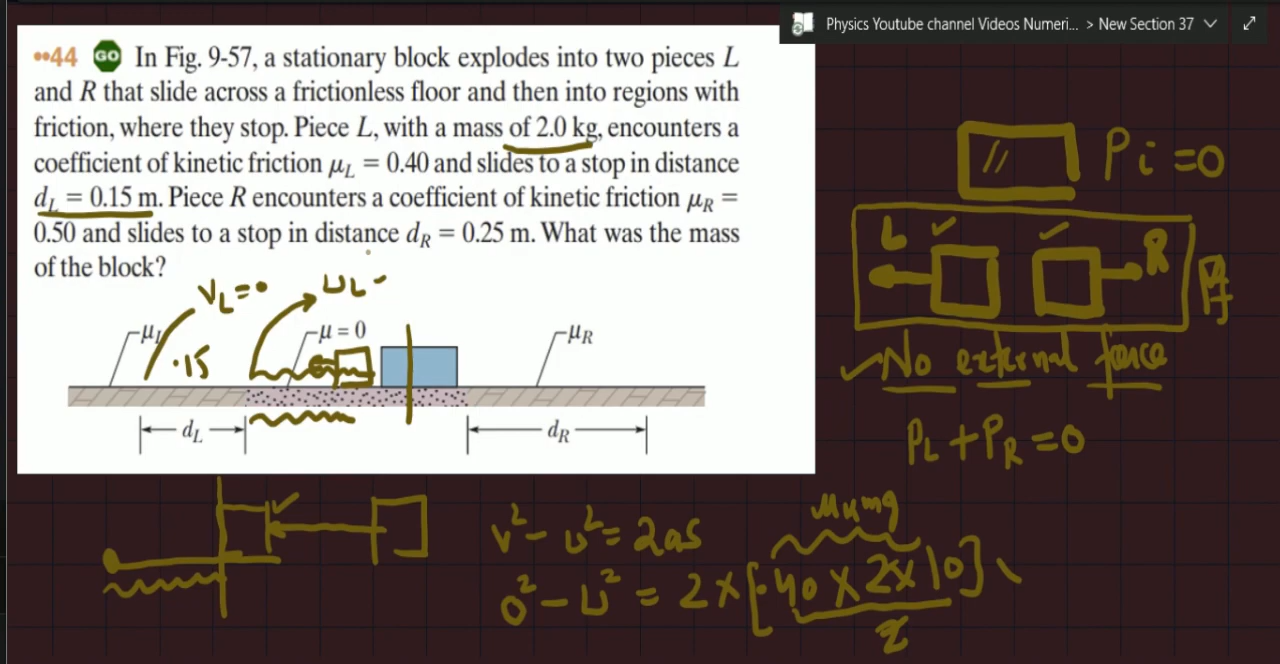 Physics Youtube channel Videos Numeri... > New Section 37
••44 GO In Fig. 9-57, a stationary block explodes into two pieces L
and R that slide across a frictionless floor and then into regions with
friction, where they stop. Piece L, with a mass of 2.0 kg, encounters a
coefficient of kinetic friction μL = 0.40 and slides to a stop in distance
dL = 0.15 m. Piece R encounters a coefficient of kinetic friction μR =
0.50 and slides to a stop in distance dR = 0.25 m. What was the mass
of the block?
VL=0
UL -
μL
.15
μ = 0
μR
dL
dR
Pi =0
L
R
Pf
No external force
PL+PR=0
v²-u²=2as
μkmg
0²-U² = 2×[.40×2×10]
2